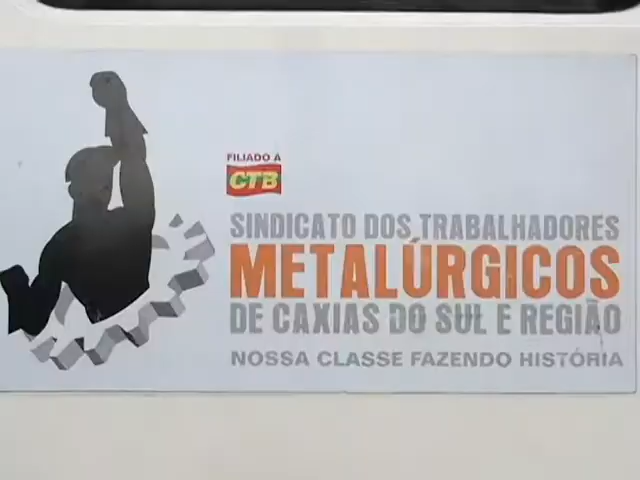 FILIADO A
CTB
SINDICATO DOS TRABALHADORES
METALÚRGICOS
DE CAXIAS DO SUL E REGIÃO
NOSSA CLASSE FAZENDO HISTÓRIA